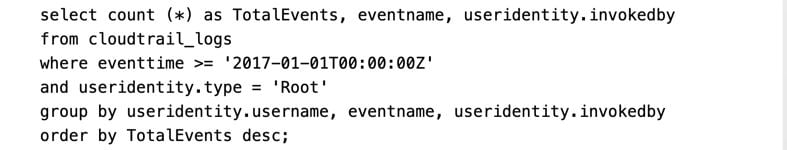 select count (*) as TotalEvents, eventname, useridentity.invokedby
from cloudtrail_logs
where eventtime >= '2017-01-01T00:00:00Z'
and useridentity.type = 'Root'
group by useridentity.username, eventname, useridentity.invokedby
order by TotalEvents desc;